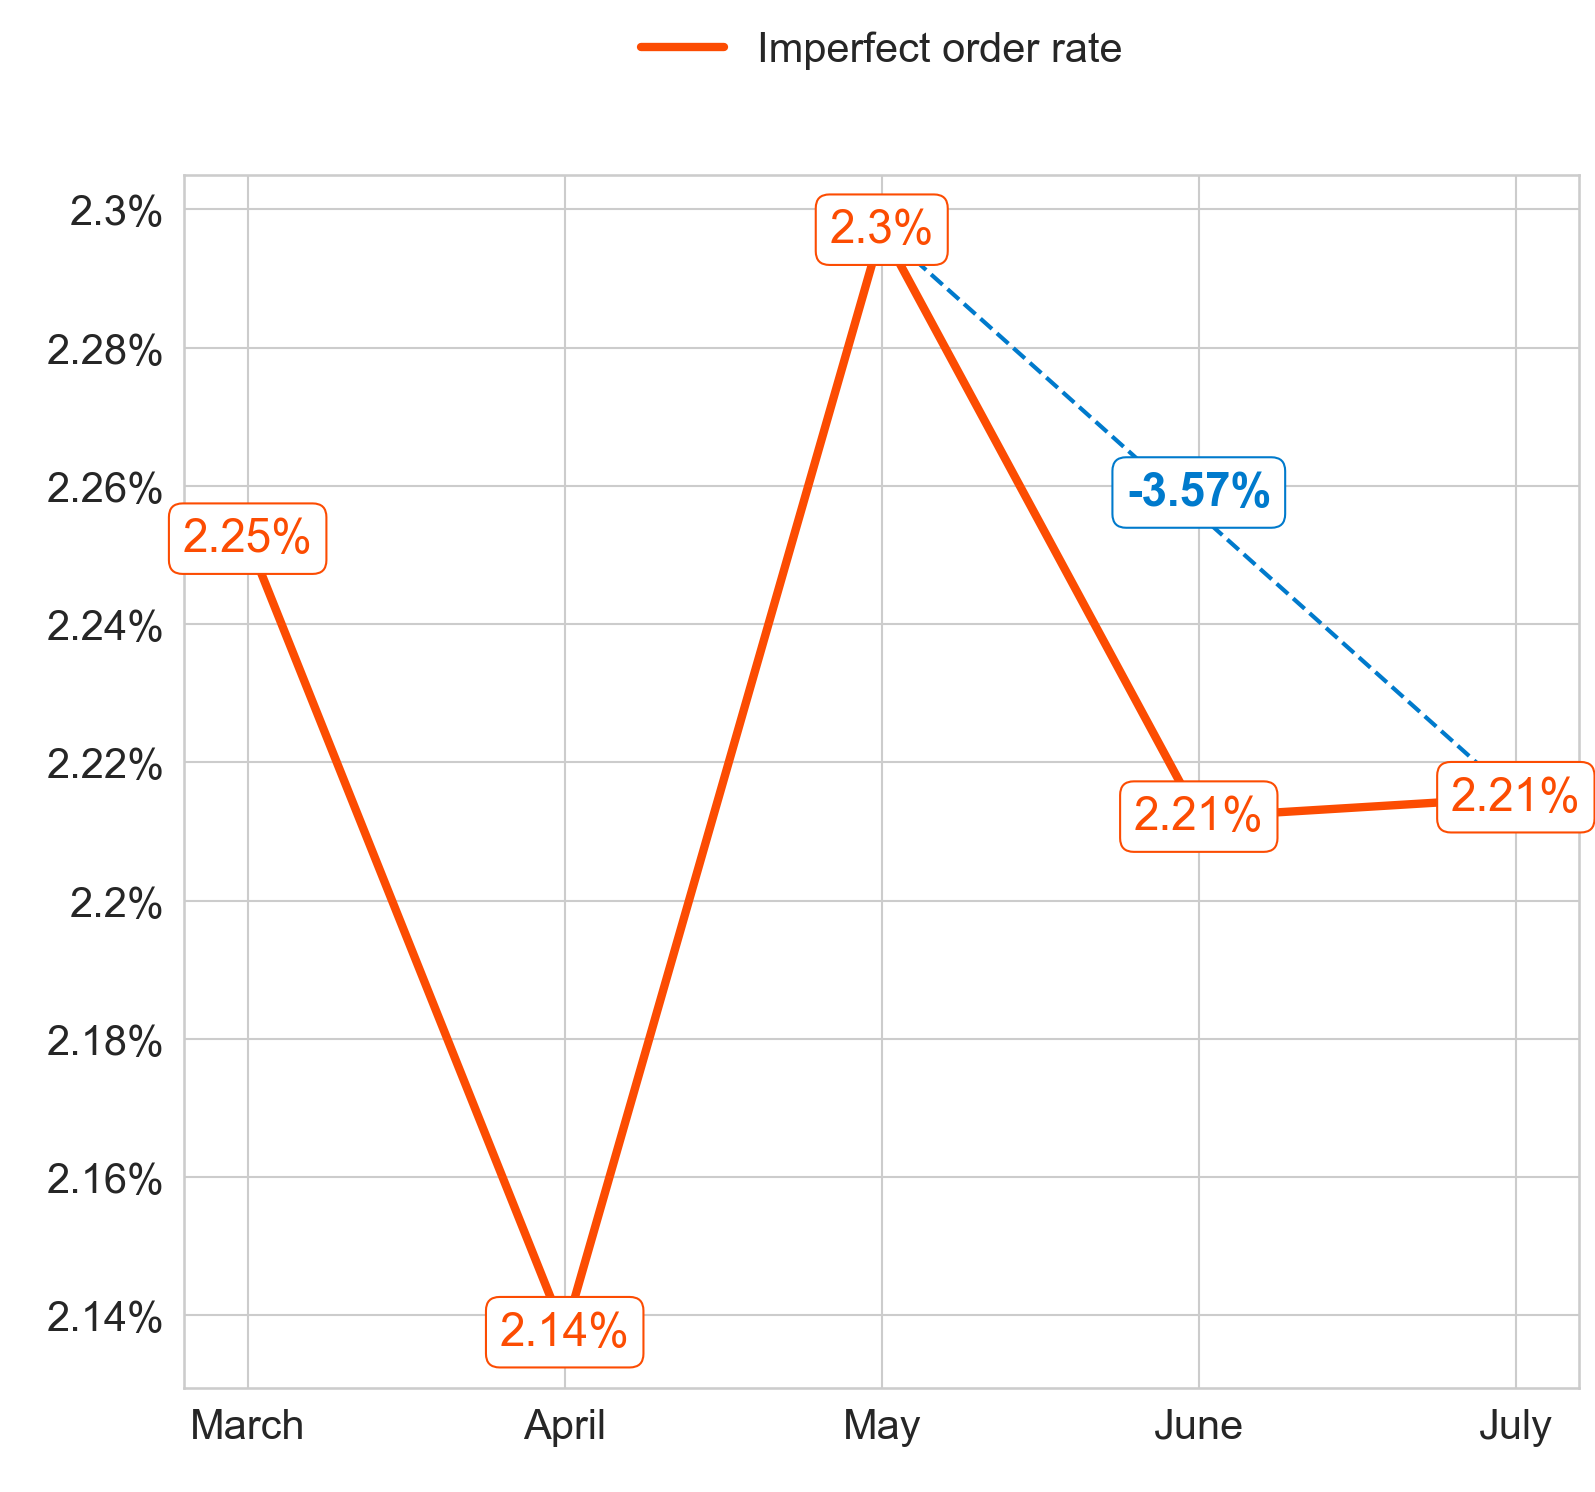 Imperfect order rate
2.3%
2.28%
2.26%
2.24%
2.22%
2.2%
2.18%
2.16%
2.14%
2.25%
2.14%
2.3%
2.21%
2.21%
-3.57%
March
April
May
June
July